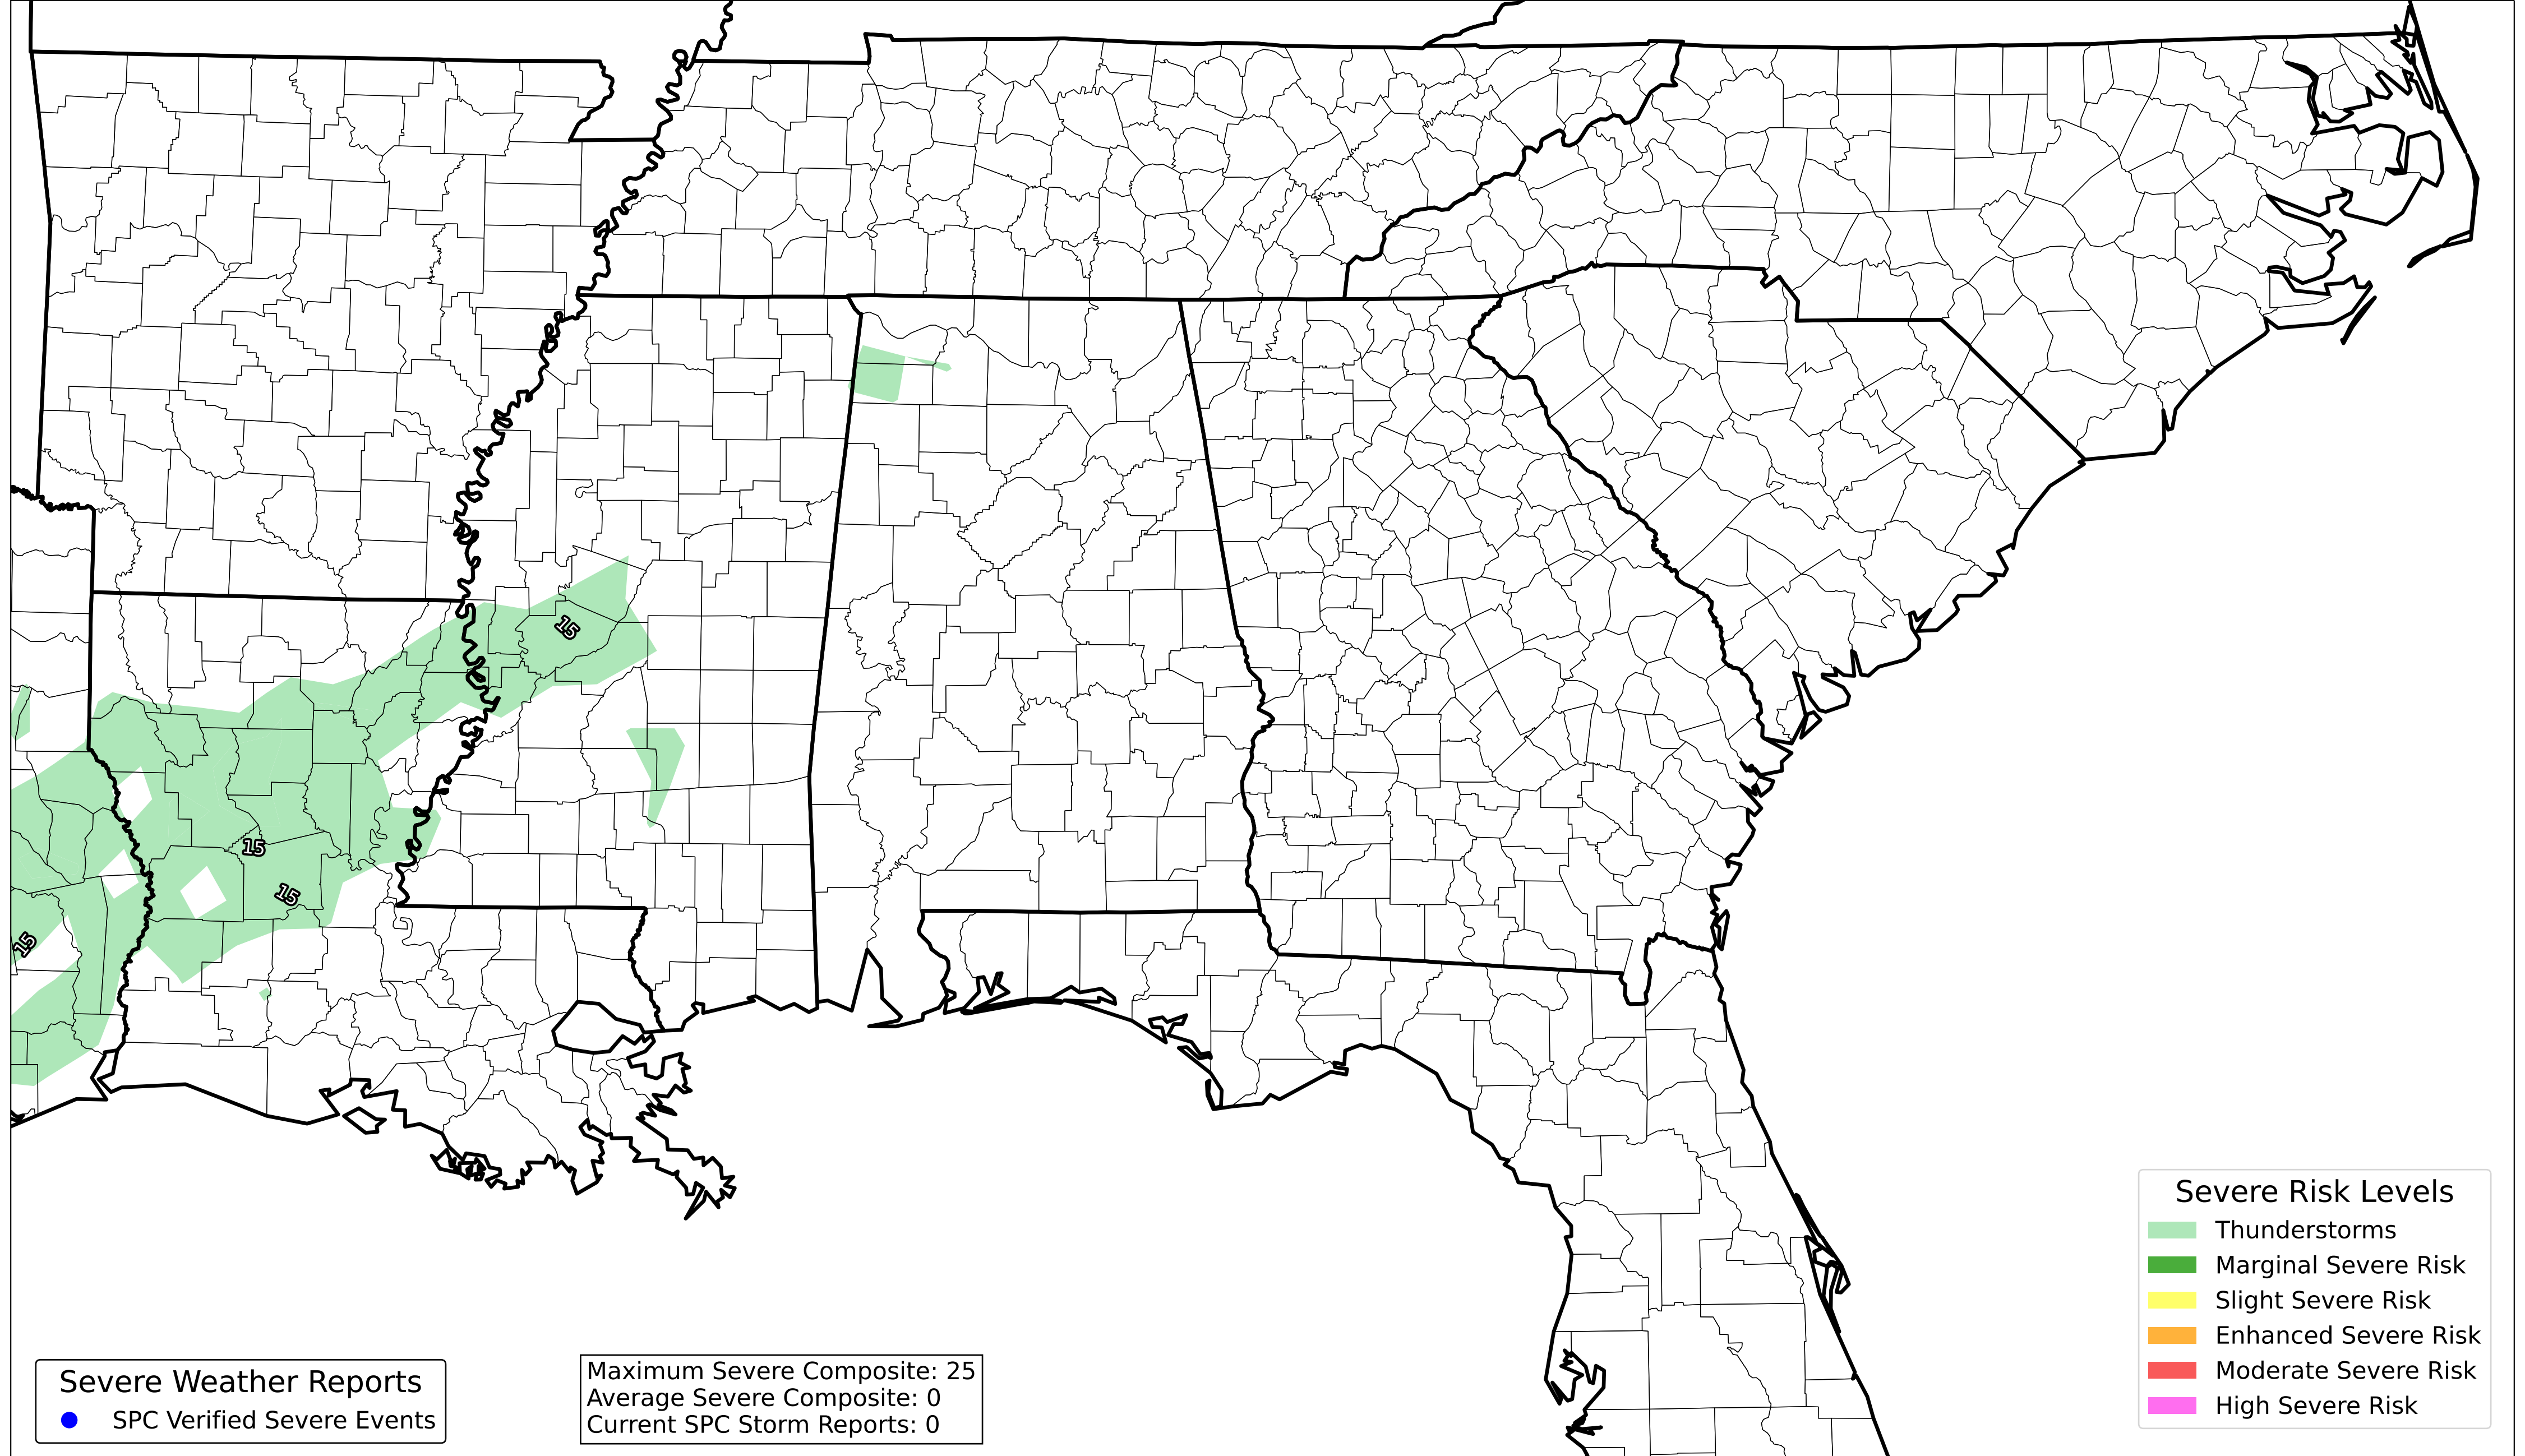 15
15
15
15
Severe Risk Levels
Thunderstorms
Marginal Severe Risk
Slight Severe Risk
Enhanced Severe Risk
Moderate Severe Risk
High Severe Risk
Severe Weather Reports
SPC Verified Severe Events
Maximum Severe Composite: 25
Average Severe Composite: 0
Current SPC Storm Reports: 0